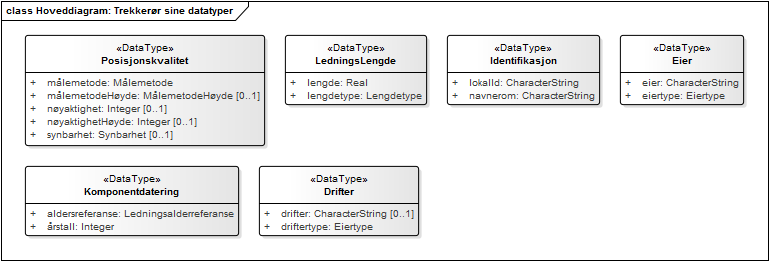 class Hoveddiagram: Trekkerør sine datatyper
«DataType»
Posisjonskvalitet
+ målemetode: Målemetode
+ målemetodeHøyde: MålemetodeHøyde [0..1]
+ nøyaktighet: Integer [0..1]
+ nøyaktighetHøyde: Integer [0..1]
+ synbarhet: Synbarhet [0..1]
«DataType»
LedningsLengde
+ lengde: Real
+ lengdetype: Lengdetype
«DataType»
Identifikasjon
+ lokalId: CharacterString
+ navnerom: CharacterString
«DataType»
Eier
+ eier: CharacterString
+ eiertype: Eiertype
«DataType»
Komponentdatering
+ aldersreferanse: Ledningsalderreferanse
+ årstall: Integer
«DataType»
Drifter
+ drifter: CharacterString [0..1]
+ driftertype: Eiertype